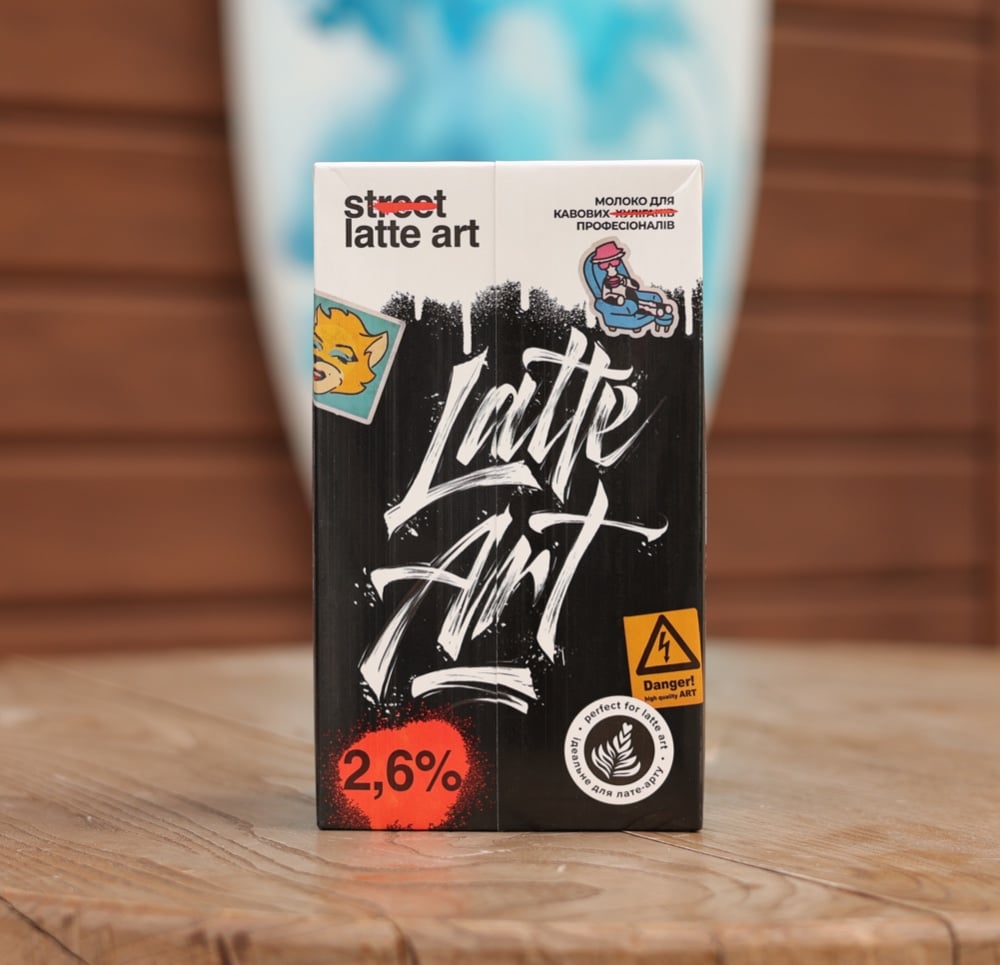 street
latte art
МОЛОКО ДЛЯ
КАВОВИХ ХУЛІГАНІВ
ПРОФЕСІОНАЛІВ
Latte
Art
Danger!
high quality ART
2,6%
perfect for latte art
ідеальне для лате-арту